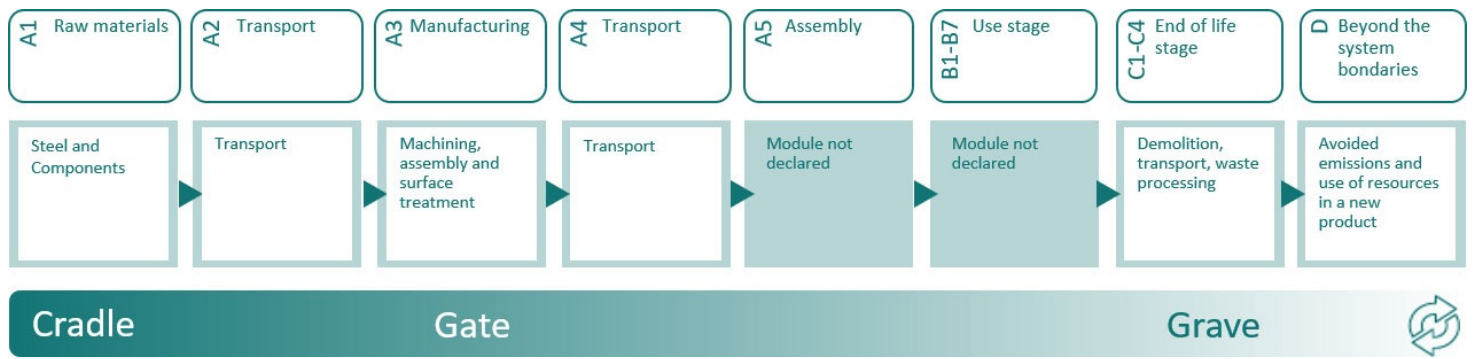 A1 Raw materials
A2 Transport
A3 Manufacturing
A4 Transport
A5 Assembly
B1-B7 Use stage
C1-C4 End of life
stage
D Beyond the
system
bondaries
Steel and
Components
Transport
Machining,
assembly and
surface
treatment
Transport
Module not
declared
Module not
declared
Demolition,
transport, waste
processing
Avoided
emissions and
use of resources
in a new
product
Cradle
Gate
Grave